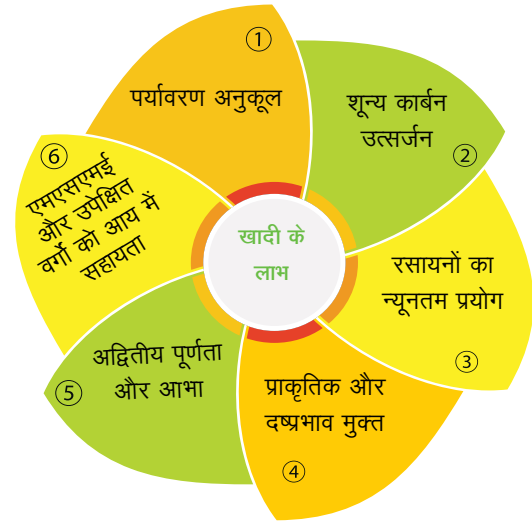 खादी के
लाभ
①
पर्यावरण अनुकूल
शून्य कार्बन
उत्सर्जन
②
रसायनों का
न्यूनतम प्रयोग
③
प्राकृतिक और
दष्प्रभाव मुक्त
④
अद्वितीय पूर्णता
और आभा
⑤
⑥
एमएसएमई
और उपेक्षित
वर्गों को आय में
सहायता